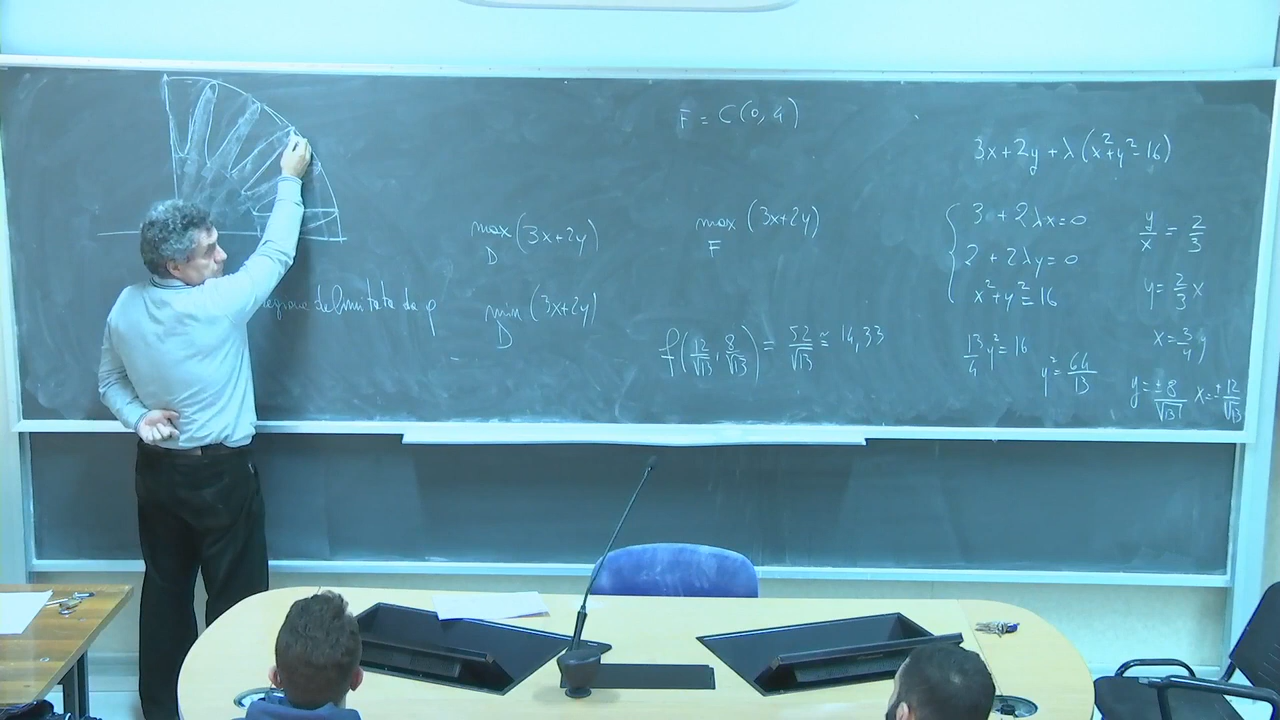 F = C(0,4)
3x+2y+λ(x²+y²-16)
max (3x+2y)
D
max (3x+2y)
F
{ 3 + 2λx=0
2 + 2λy=0
x²+y²=16
y/x = 2/3
y=2/3 x
delimitata da φ
min (3x+2y)
D
f(12/√13, 8/√13) = 52/√13 ≅ 14,33
13/4 y²=16
y²=64/13
x=3/4 y
y=±8/√13 x=±12/√13